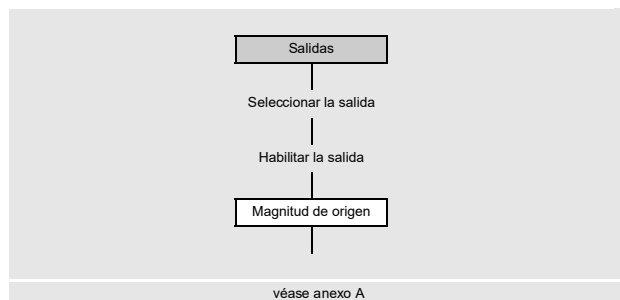 Salidas
Seleccionar la salida
Habilitar la salida
Magnitud de origen
véase anexo A